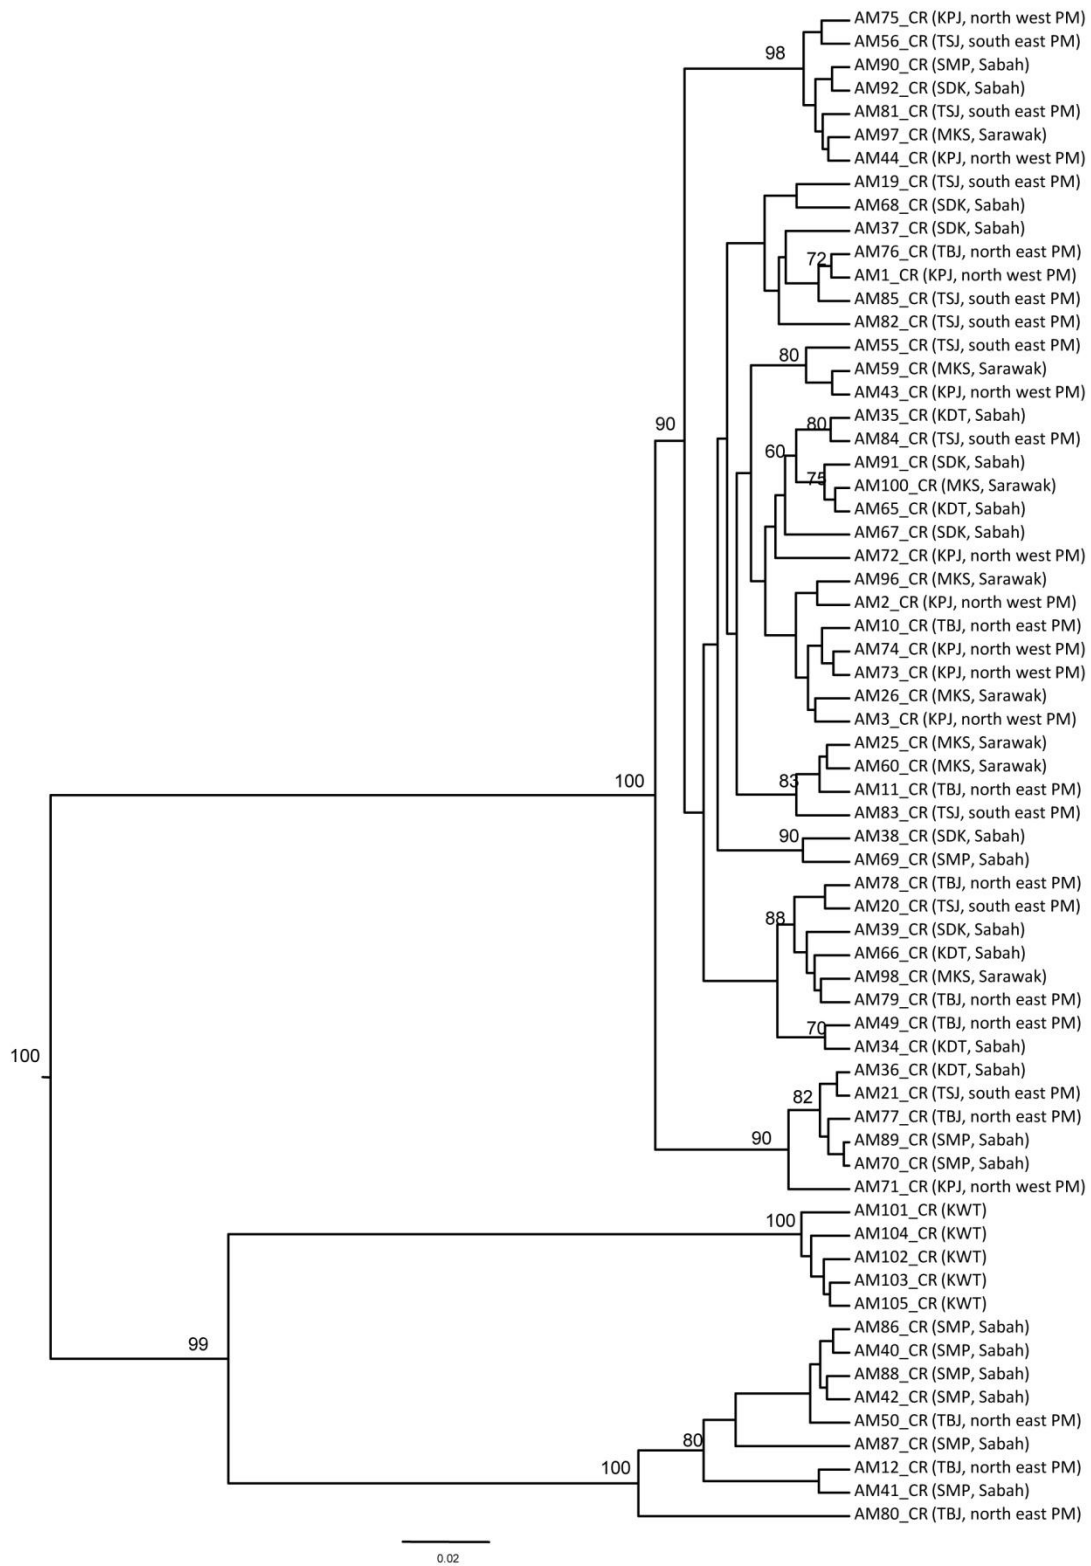 AM75_CR (KPJ, north west PM)
98
AM56_CR (TSJ, south east PM)
AM90_CR (SMP, Sabah)
AM92_CR (SDK, Sabah)
AM81_CR (TSJ, south east PM)
AM97_CR (MKS, Sarawak)
AM44_CR (KPJ, north west PM)
AM19_CR (TSJ, south east PM)
AM68_CR (SDK, Sabah)
AM37_CR (SDK, Sabah)
AM76_CR (TBJ, north east PM)
72
AM1_CR (KPJ, north west PM)
AM85_CR (TSJ, south east PM)
AM82_CR (TSJ, south east PM)
AM55_CR (TSJ, south east PM)
80
AM59_CR (MKS, Sarawak)
AM43_CR (KPJ, north west PM)
AM35_CR (KDT, Sabah)
80
90
AM84_CR (TSJ, south east PM)
60
AM91_CR (SDK, Sabah)
75
AM100_CR (MKS, Sarawak)
AM65_CR (KDT, Sabah)
AM67_CR (SDK, Sabah)
AM72_CR (KPJ, north west PM)
AM96_CR (MKS, Sarawak)
AM2_CR (KPJ, north west PM)
AM10_CR (TBJ, north east PM)
AM74_CR (KPJ, north west PM)
AM73_CR (KPJ, north west PM)
AM26_CR (MKS, Sarawak)
AM3_CR (KPJ, north west PM)
AM25_CR (MKS, Sarawak)
AM60_CR (MKS, Sarawak)
100
83
AM11_CR (TBJ, north east PM)
AM83_CR (TSJ, south east PM)
90
AM38_CR (SDK, Sabah)
AM69_CR (SMP, Sabah)
AM78_CR (TBJ, north east PM)
AM20_CR (TSJ, south east PM)
88
AM39_CR (SDK, Sabah)
AM66_CR (KDT, Sabah)
AM98_CR (MKS, Sarawak)
AM79_CR (TBJ, north east PM)
AM49_CR (TBJ, north east PM)
70
AM34_CR (KDT, Sabah)
100
AM36_CR (KDT, Sabah)
AM21_CR (TSJ, south east PM)
82
AM77_CR (TBJ, north east PM)
90
AM89_CR (SMP, Sabah)
AM70_CR (SMP, Sabah)
AM71_CR (KPJ, north west PM)
AM101_CR (KWT)
100
AM104_CR (KWT)
AM102_CR (KWT)
AM103_CR (KWT)
AM105_CR (KWT)
AM86_CR (SMP, Sabah)
99
AM40_CR (SMP, Sabah)
AM88_CR (SMP, Sabah)
AM42_CR (SMP, Sabah)
AM50_CR (TBJ, north east PM)
80
AM87_CR (SMP, Sabah)
AM12_CR (TBJ, north east PM)
100
AM41_CR (SMP, Sabah)
AM80_CR (TBJ, north east PM)
0.02